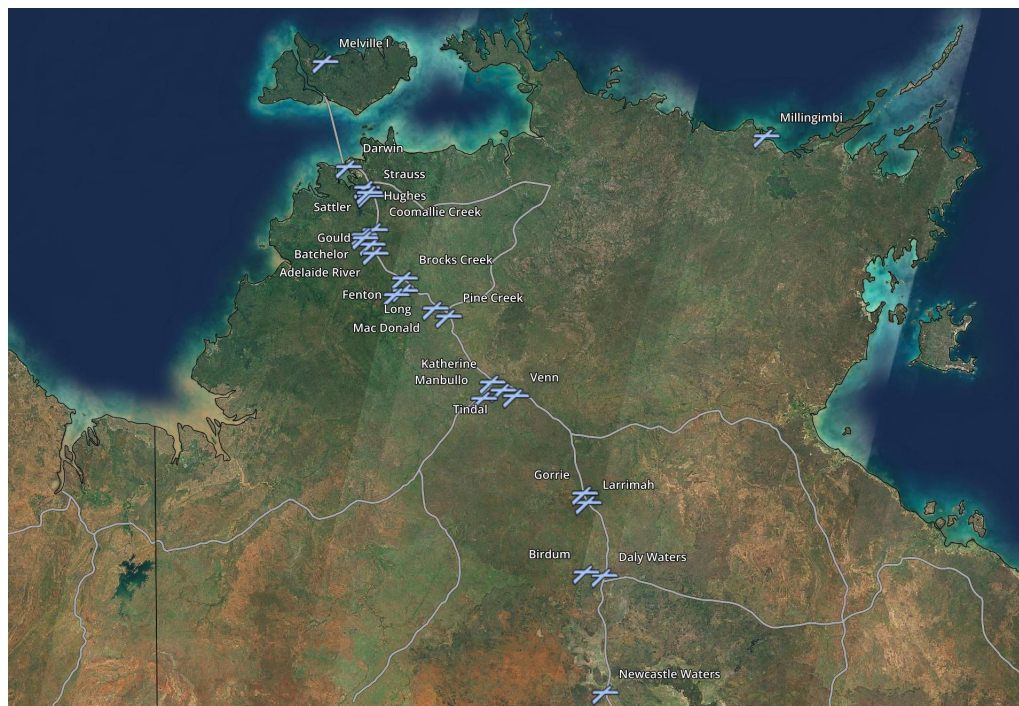 Melville I
Millingimbi
Darwin
Strauss
Hughes
Sattler
Coomallie Creek
Gould
Batchelor
Brocks Creek
Adelaide River
Fenton
Pine Creek
Long
Mac Donald
Katherine
Venn
Manbullo
Tindal
Gorrie
Larrimah
Birdum
Daly Waters
Newcastle Waters